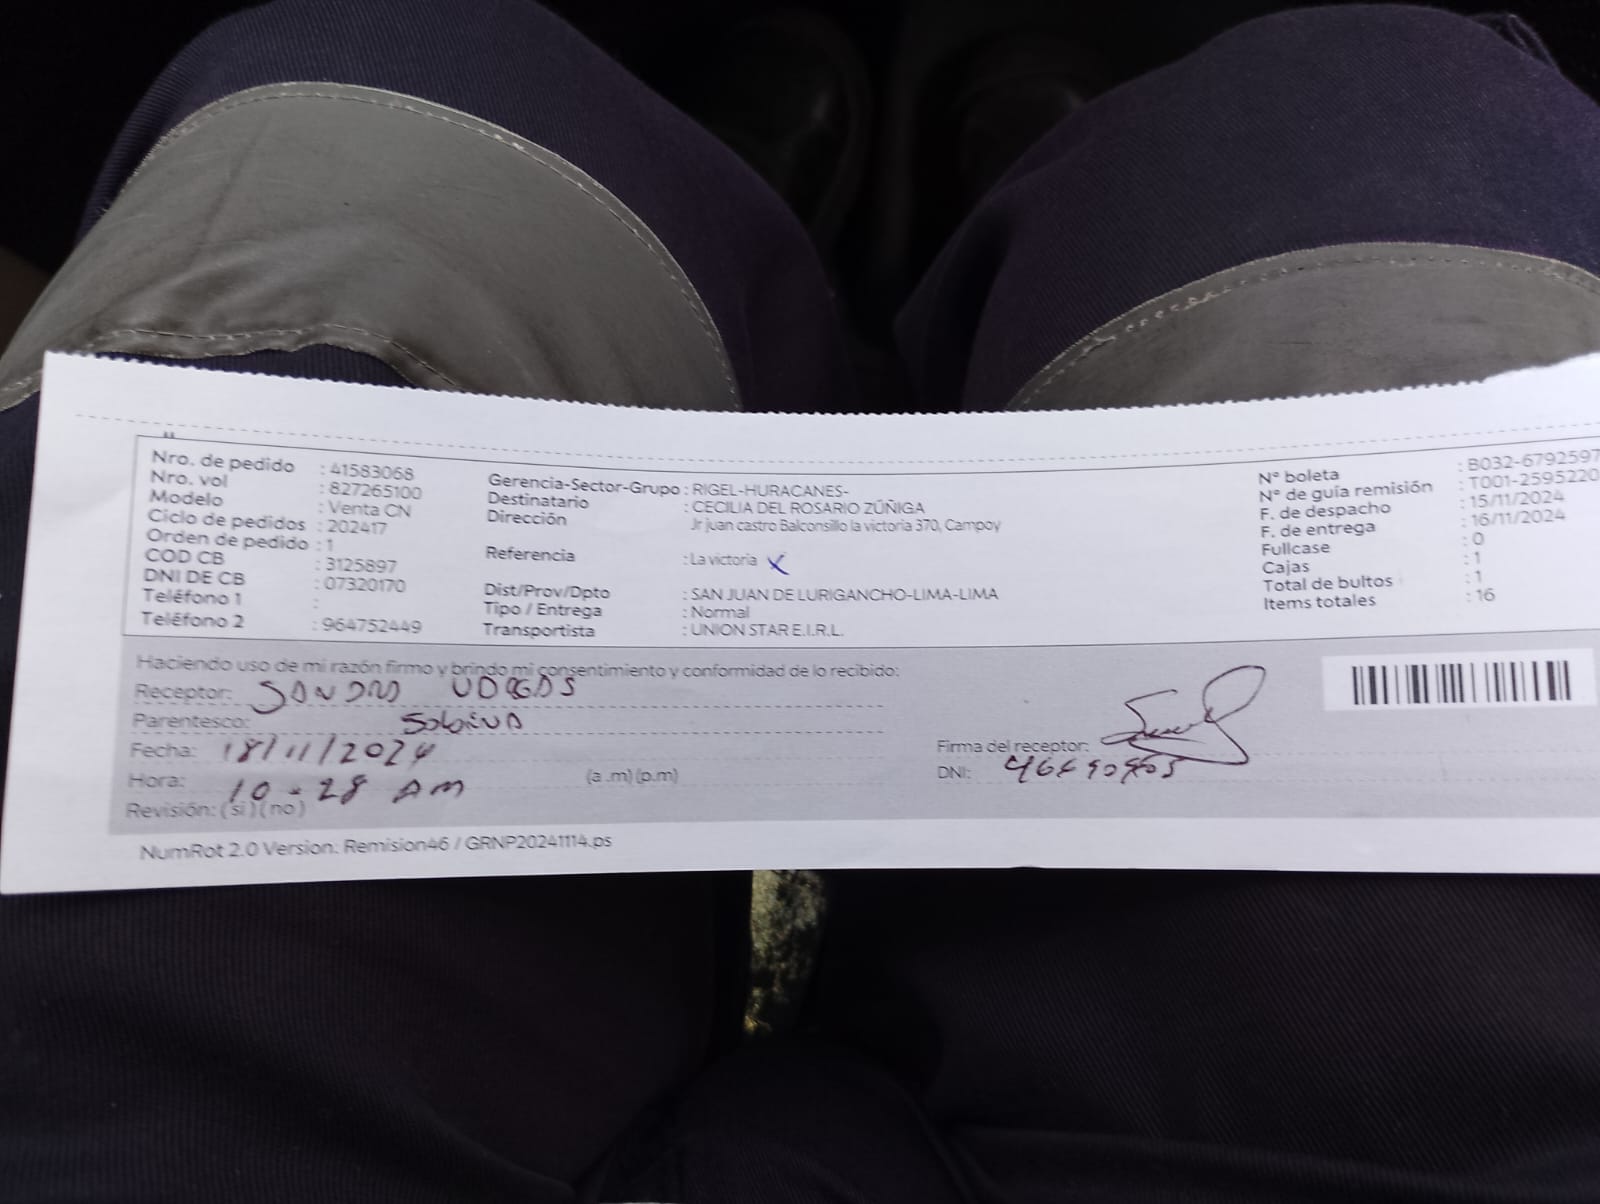 Nro. de pedido : 41583068
Nro. vol : 827265100
Modelo : Venta CN
Ciclo de pedidos : 202417
Orden de pedido : 1
COD CB : 3125897
DNI DE CB : 07320170
Teléfono 1 :
Teléfono 2 : 964752449
Gerencia-Sector-Grupo : RIGEL-HURACANES-
Destinatario : CECILIA DEL ROSARIO ZÚÑIGA
Dirección Jr juan castro Balconsillo la victoria 370, Campoy
Referencia : La victoria X
Dist/Prov/Dpto : SAN JUAN DE LURIGANCHO-LIMA-LIMA
Tipo / Entrega : Normal
Transportista : UNION STAR E.I.R.L.
N° boleta : B032-6792597
N° de guía remisión : T001-2595220
F. de despacho : 15/11/2024
F. de entrega : 16/11/2024
Fullcase : 0
Cajas : 1
Total de bultos : 1
Items totales : 16
Haciendo uso de mi razón firmo y brindo mi consentimiento y conformidad de lo recibido:
Receptor: SANDRA
Parentesco: SOBRINA
Fecha: 18/11/2024
Hora: 10:28 AM (a .m) (p.m)
Revisión: (si) (no)
Firma del receptor:
DNI:
NumRot 2.0 Version: Remision46 / GRNP20241114.ps